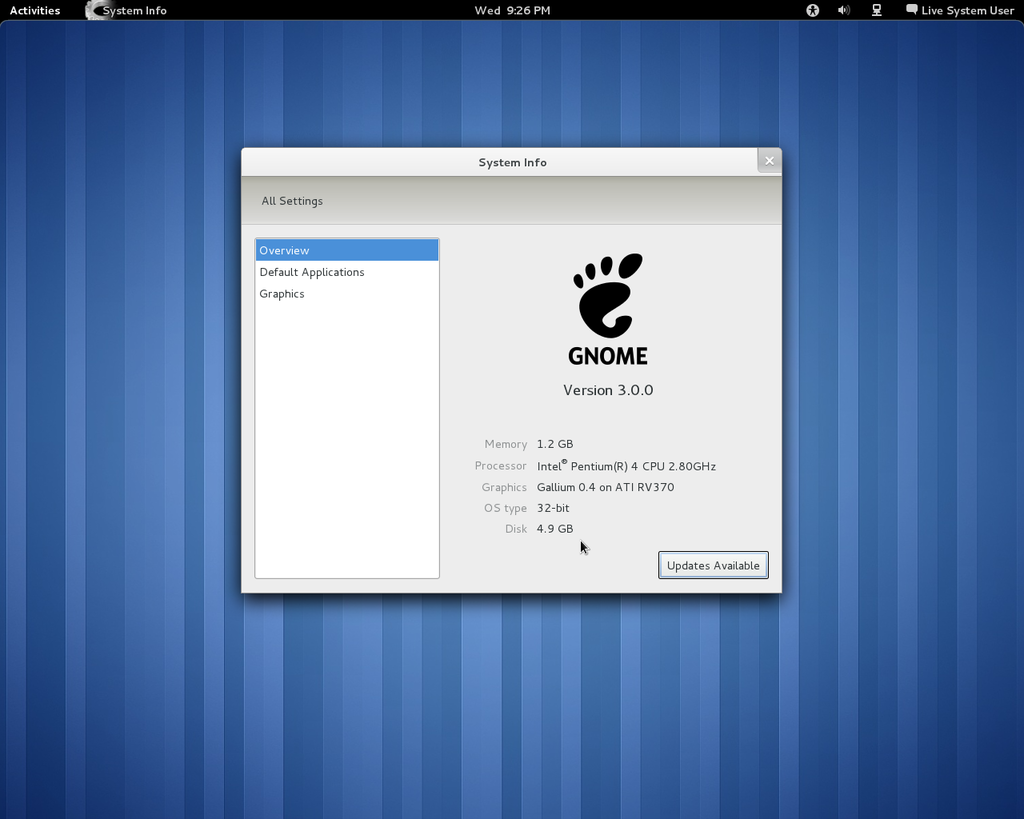 Activities System Info Wed 9:26 PM Live System User
System Info
All Settings
Overview
Default Applications
Graphics
GNOME
Version 3.0.0
Memory 1.2 GB
Processor Intel® Pentium(R) 4 CPU 2.80GHz
Graphics Gallium 0.4 on ATI RV370
OS type 32-bit
Disk 4.9 GB
Updates Available